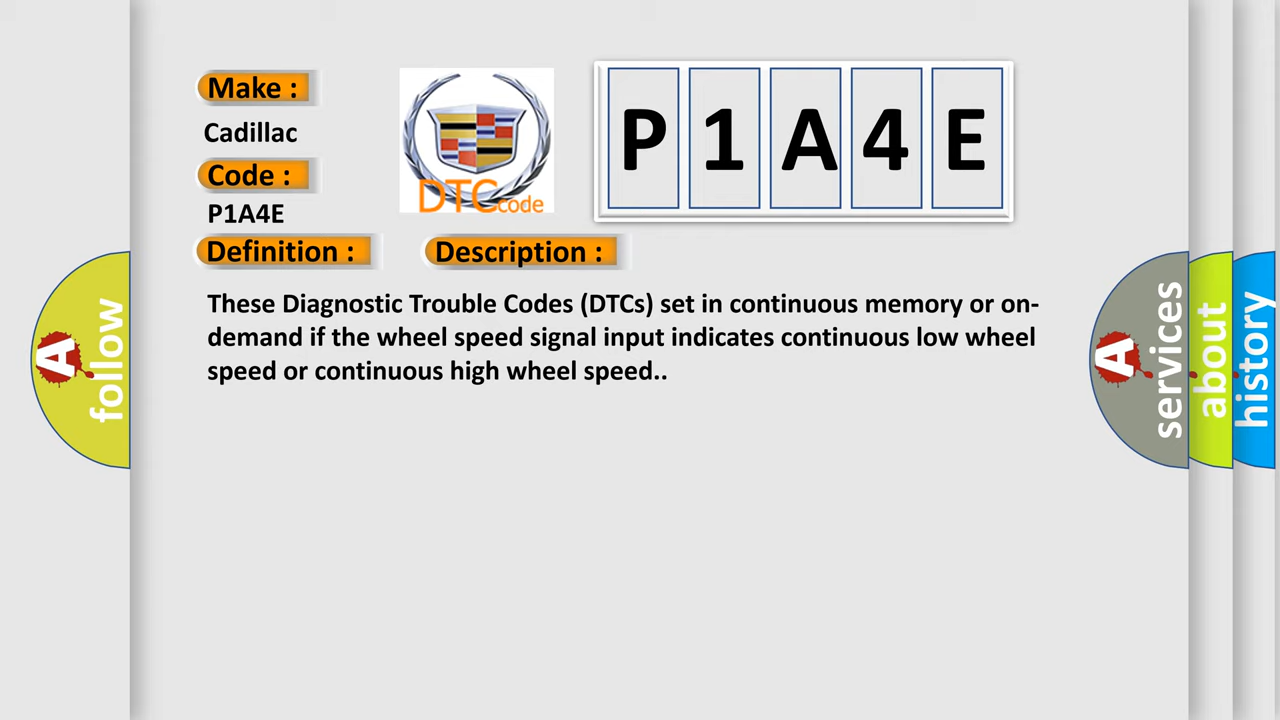 Make :
Cadillac
Code :
P1A4E
Definition :
Description :
DTCcode
P1A4E
These Diagnostic Trouble Codes (DTCs) set in continuous memory or on-
demand if the wheel speed signal input indicates continuous low wheel
speed or continuous high wheel speed..
A
follow
A
services
about
history